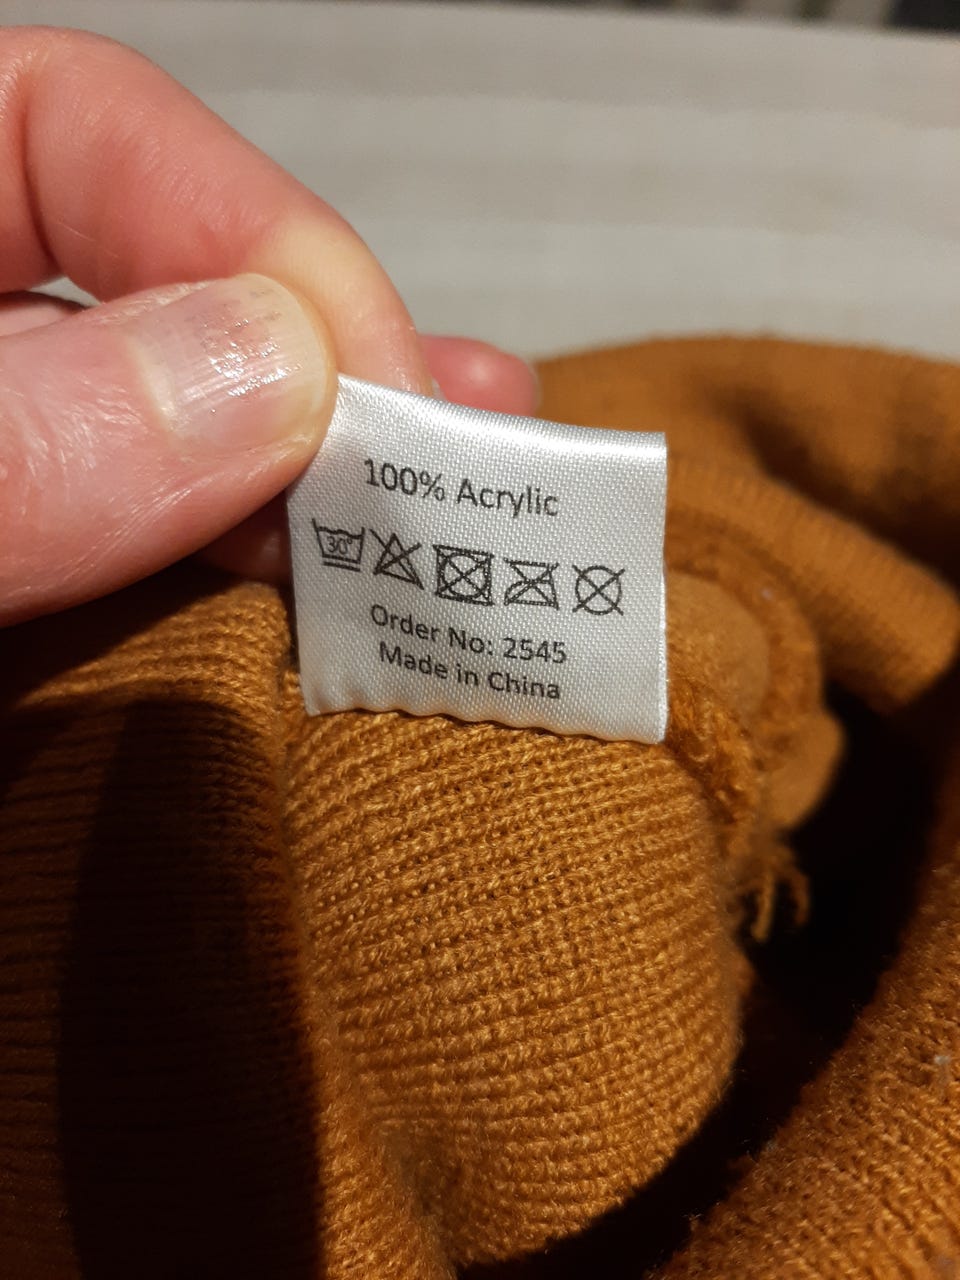 100% Acrylic
30°
Order No: 2545
Made in China